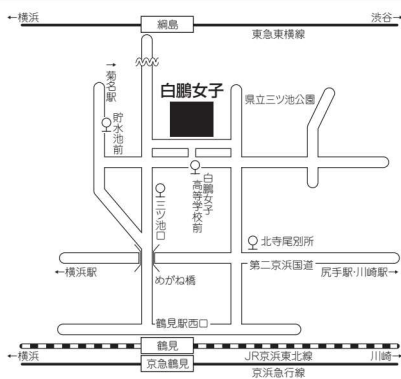 ←横浜
綱島
渋谷→
東急東横線
→菊名駅
白鵬女子
県立三ツ池公園
貯水池前
白鵬女子
高等学校前
三ツ池口
北寺尾別所
←横浜駅
めがね橋
第二京浜国道
尻手駅・川崎駅→
鶴見駅西口
←横浜
鶴見
JR京浜東北線
川崎→
京急鶴見
京浜急行線